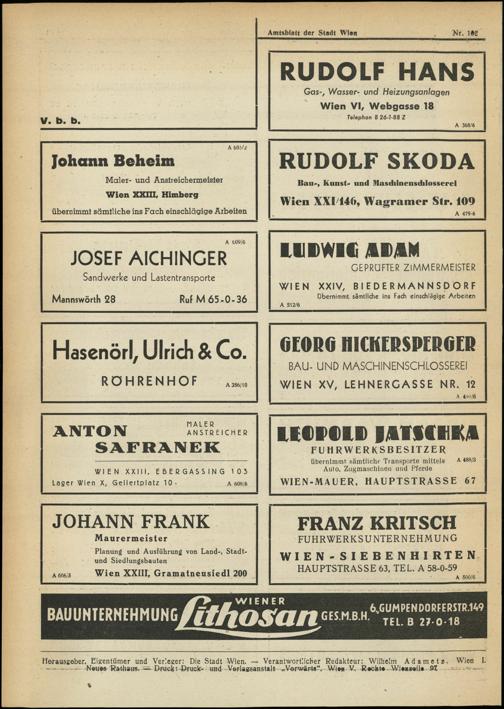 Amtsblatt der Stadt Wien Nr. 102
V. b. b.
RUDOLF HANS
Gas-, Wasser- und Heizungsanlagen
Wien VI, Webgasse 18
Telephon B 26-1-88 Z
A 368/6
A 605/2
Johann Beheim
Maler- und Anstreichermeister
Wien XXIII, Himberg
übernimmt sämtliche ins Fach einschlägige Arbeiten
RUDOLF SKODA
Bau-, Kunst- und Maschinenschlosserei
Wien XXI/146, Wagramer Str. 109
A 479/6
A 609/6
JOSEF AICHINGER
Sandwerke und Lastentransporte
Mannswörth 28 Ruf M 65-0-36
LUDWIG ADAM
GEPRÜFTER ZIMMERMEISTER
WIEN XXIV, BIEDERMANNSDORF
Übernimmt sämtliche ins Fach einschlägige Arbeiten
A 512/6
Hasenörl, Ulrich & Co.
RÖHRENHOF
A 286/10
GEORG HICKERSPERGER
BAU- UND MASCHINENSCHLOSSEREI
WIEN XV, LEHNERGASSE NR. 12
ANTON SAFRANEK
MALER
ANSTREICHER
WIEN XXIII, EBERGASSING 103
Lager Wien X, Gellertplatz 10
A 608/6
LEOPOLD JATSCHKA
FUHRWERKSBESITZER
übernimmt sämtliche Transporte mittels
Auto, Zugmaschinen und Pferde
A 488/3
WIEN-MAUER, HAUPTSTRASSE 67
JOHANN FRANK
Maurermeister
Planung und Ausführung von Land-, Stadt-
und Siedlungsbauten
A 606/3 Wien XXIII, Gramatneusiedl 200
FRANZ KRITSCH
FUHRWERKSUNTERNEHMUNG
WIEN - SIEBENHIRTEN
HAUPTSTRASSE 63, TEL. A 58-0-59
A 500/6
BAUUNTERNEHMUNG WIENER Lithosan GES.M.B.H. 6, GUMPENDORFERSTR. 149
TEL. B 27-0-18
Herausgeber, Eigentümer und Verleger: Die Stadt Wien. — Verantwortlicher Redakteur: Wilhelm Adametz, Wien I,
Neues Rathaus. — Druck: Druck- und Verlagsanstalt „Vorwärts“, Wien V, Rechte Wienzeile 97.